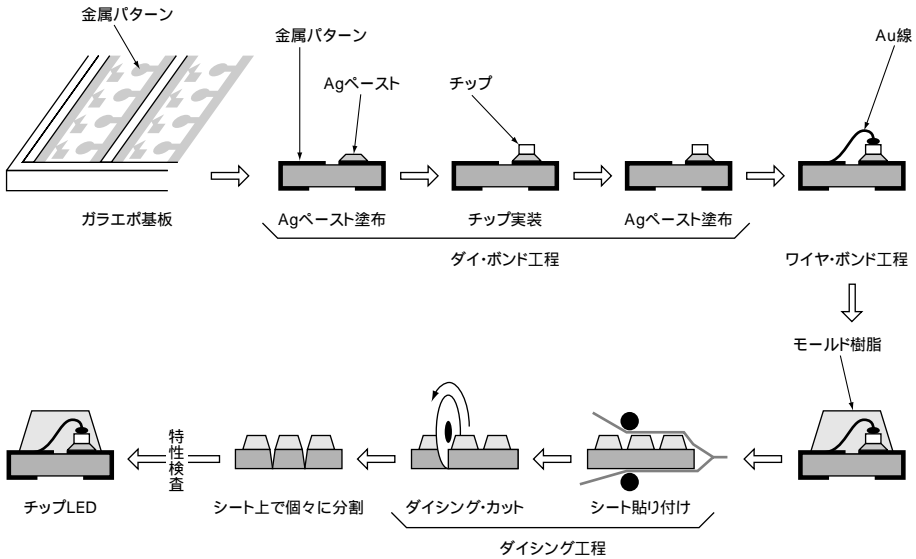 金属パターン
金属パターン
Agペースト
チップ
Au線
ガラエポ基板
Agペースト塗布
チップ実装
Agペースト塗布
ダイ・ボンド工程
ワイヤ・ボンド工程
モールド樹脂
チップLED
特性検査
シート上で個々に分割
ダイシング・カット
シート貼り付け
ダイシング工程